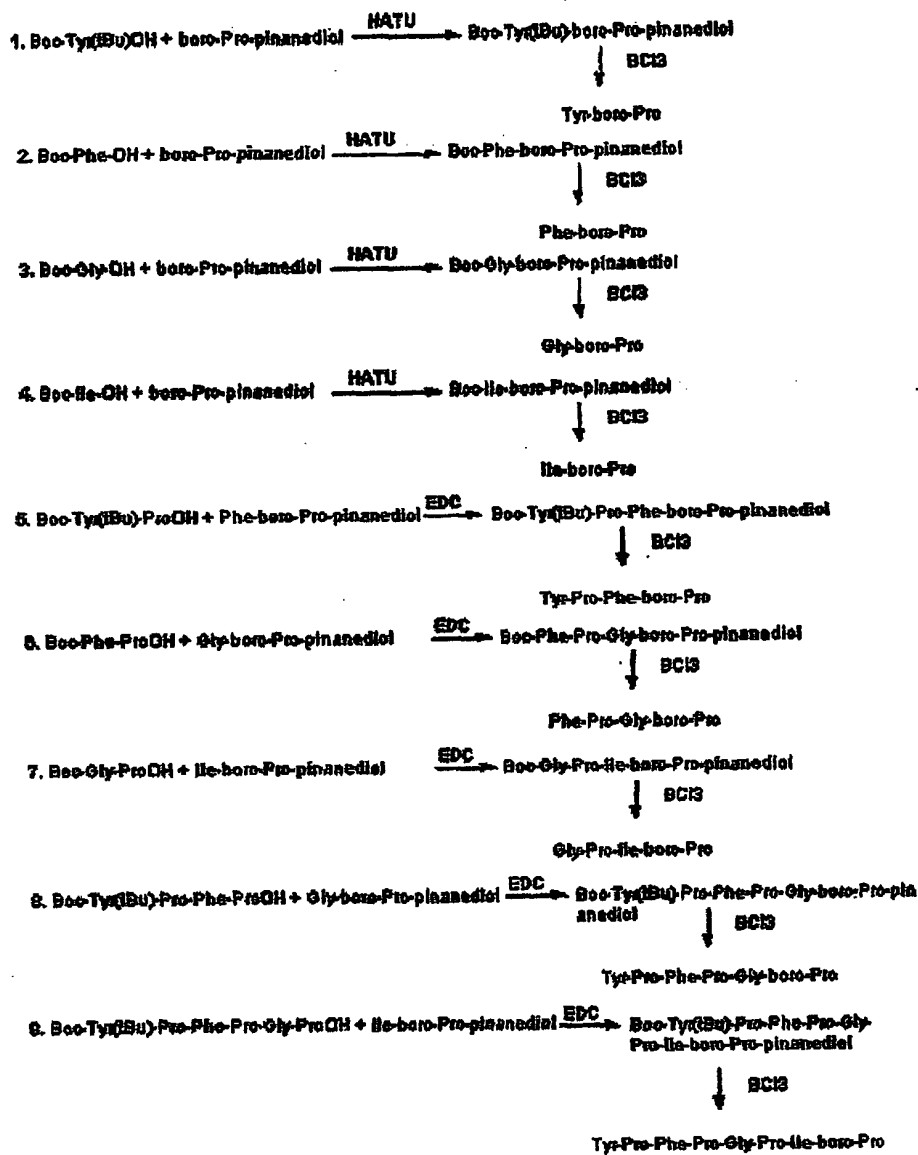 HATU
1. Boc-Tyr(tBu)OH + boro-Pro-pinanediol Boc-Tyr(tBu)-boro-Pro-pinanediol
BCl3
Tyr-boro-Pro
HATU
2. Boc-Phe-OH + boro-Pro-pinanediol Boc-Phe-boro-Pro-pinanediol
BCl3
Phe-boro-Pro
HATU
3. Boc-Gly-OH + boro-Pro-pinanediol Boc-Gly-boro-Pro-pinanediol
BCl3
Gly-boro-Pro
HATU
4. Boc-Ile-OH + boro-Pro-pinanediol Boc-Ile-boro-Pro-pinanediol
BCl3
Ile-boro-Pro
EDC
5. Boc-Tyr(tBu)-ProOH + Phe-boro-Pro-pinanediol Boc-Tyr(tBu)-Pro-Phe-boro-Pro-pinanediol
BCl3
Tyr-Pro-Phe-boro-Pro
EDC
6. Boc-Phe-ProOH + Gly-boro-Pro-pinanediol Boc-Phe-Pro-Gly-boro-Pro-pinanediol
BCl3
Phe-Pro-Gly-boro-Pro
EDC
7. Boc-Gly-ProOH + Ile-boro-Pro-pinanediol Boc-Gly-Pro-Ile-boro-Pro-pinanediol
BCl3
Gly-Pro-Ile-boro-Pro
EDC
8. Boc-Tyr(tBu)-Pro-Phe-ProOH + Gly-boro-Pro-pinanediol Boc-Tyr(tBu)-Pro-Phe-Pro-Gly-boro-Pro-pin
anediol
BCl3
Tyr-Pro-Phe-Pro-Gly-boro-Pro
EDC
9. Boc-Tyr(tBu)-Pro-Phe-Pro-Gly-ProOH + Ile-boro-Pro-pinanediol Boc-Tyr(tBu)-Pro-Phe-Pro-Gly-
Pro-Ile-boro-Pro-pinanediol
BCl3
Tyr-Pro-Phe-Pro-Gly-Pro-Ile-boro-Pro